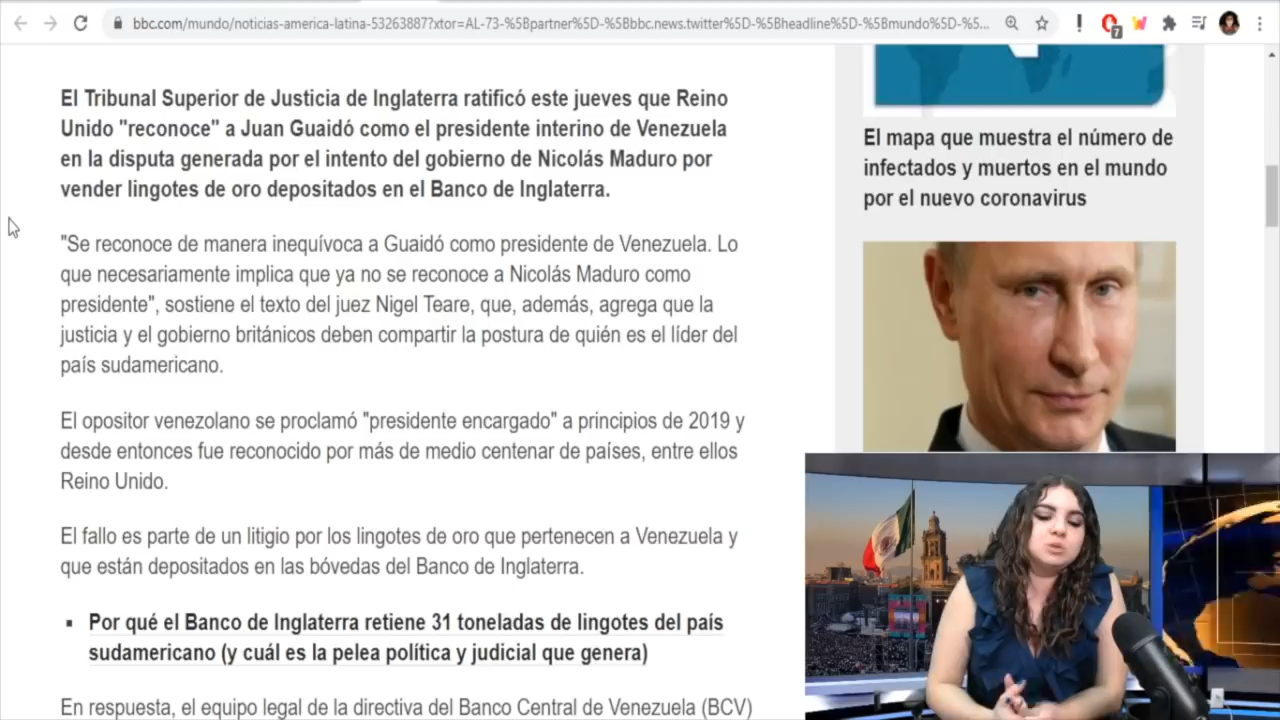 bbc.com/mundo/noticias-america-latina-53263887?xtor=AL-73-%5Bpartner%5D-%5Bbbc.news.twitter%5D-%5Bheadline%5D-%5Bmundo%5D-%5...
7
El Tribunal Superior de Justicia de Inglaterra ratificó este jueves que Reino
Unido "reconoce" a Juan Guaidó como el presidente interino de Venezuela
en la disputa generada por el intento del gobierno de Nicolás Maduro por
vender lingotes de oro depositados en el Banco de Inglaterra.
"Se reconoce de manera inequívoca a Guaidó como presidente de Venezuela. Lo
que necesariamente implica que ya no se reconoce a Nicolás Maduro como
presidente", sostiene el texto del juez Nigel Teare, que, además, agrega que la
justicia y el gobierno británicos deben compartir la postura de quién es el líder del
país sudamericano.
El opositor venezolano se proclamó "presidente encargado" a principios de 2019 y
desde entonces fue reconocido por más de medio centenar de países, entre ellos
Reino Unido.
El fallo es parte de un litigio por los lingotes de oro que pertenecen a Venezuela y
que están depositados en las bóvedas del Banco de Inglaterra.
▪ Por qué el Banco de Inglaterra retiene 31 toneladas de lingotes del país
sudamericano (y cuál es la pelea política y judicial que genera)
En respuesta, el equipo legal de la directiva del Banco Central de Venezuela (BCV)
El mapa que muestra el número de
infectados y muertos en el mundo
por el nuevo coronavirus